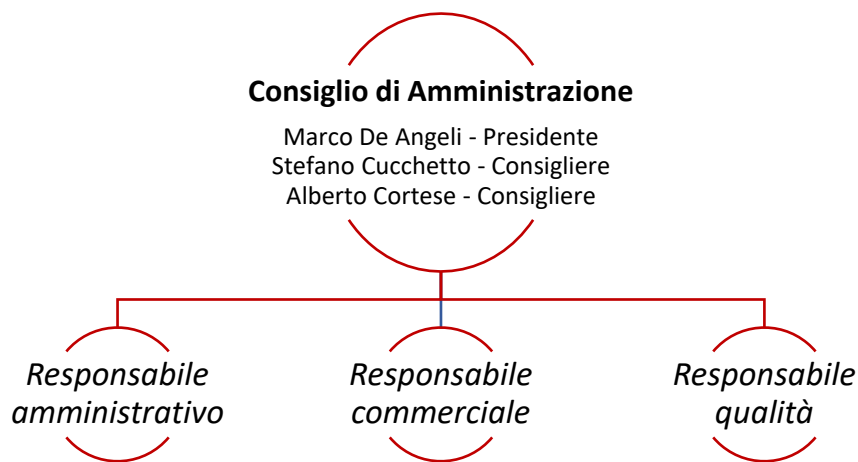 Consiglio di Amministrazione
Marco De Angeli - Presidente
Stefano Cucchetto - Consigliere
Alberto Cortese - Consigliere
Responsabile
amministrativo
Responsabile
commerciale
Responsabile
qualità